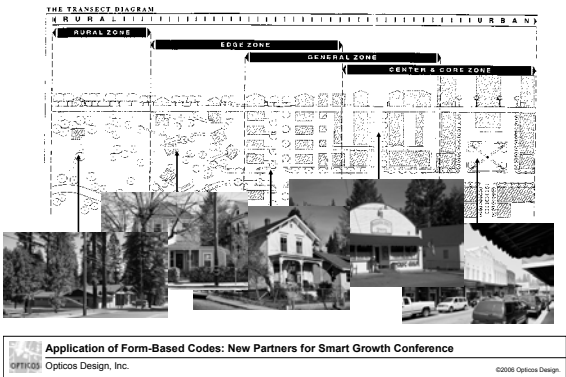 THE TRANSECT DIAGRAM
RURAL URBAN
RURAL ZONE
EDGE ZONE
GENERAL ZONE
CENTER & CORE ZONE
OPTICOS
Application of Form-Based Codes: New Partners for Smart Growth Conference
Opticos Design, Inc.
©2006 Opticos Design.